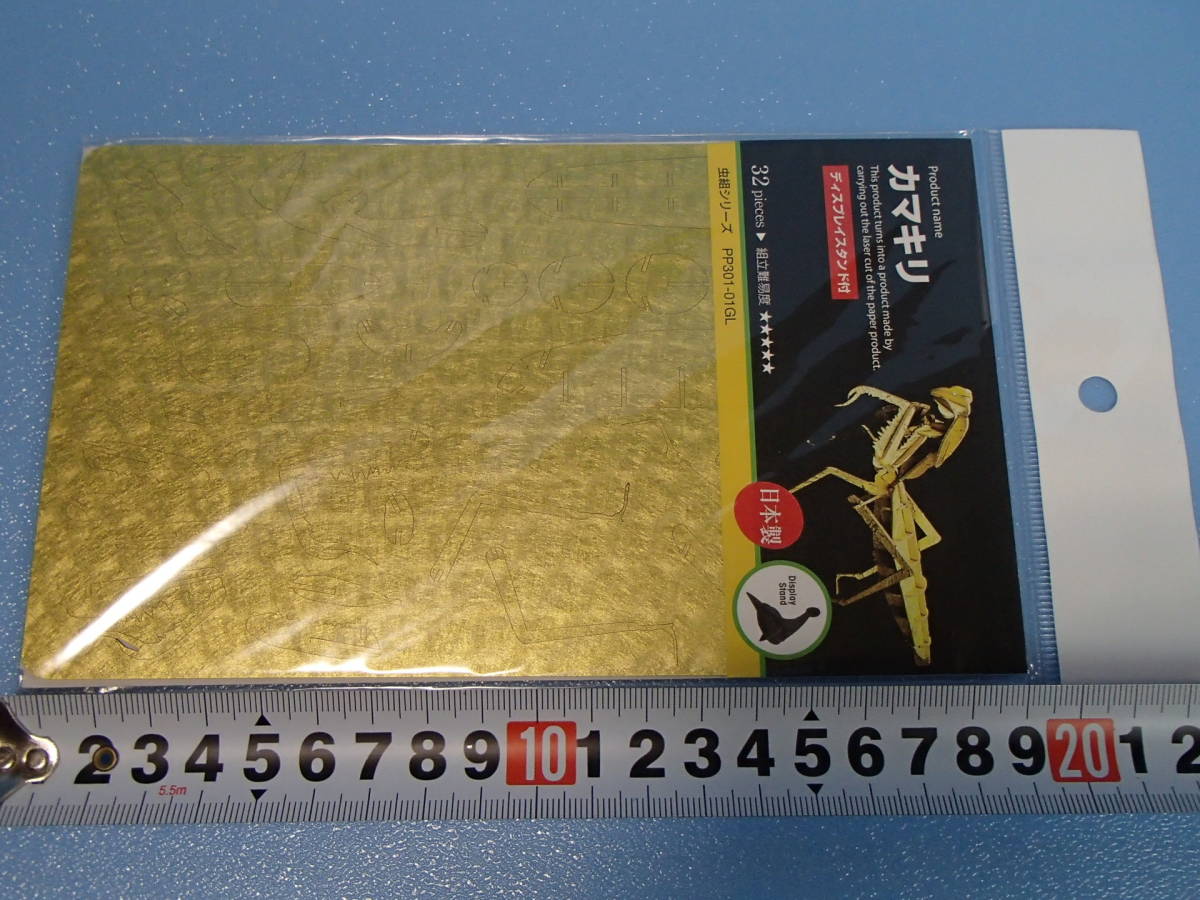 Product name
カマキリ
This product turns into a product made by
carrying out the laser cut of the paper product.
ディスプレイスタンド付
32 pieces ▶ 組立難易度 ★★★★★
虫組シリーズ PP301-01GL
日本製
Display
Stand
2 3 4 5 6 7 8 9 10 1 2 3 4 5 6 7 8 9 20 1 2
5.5m